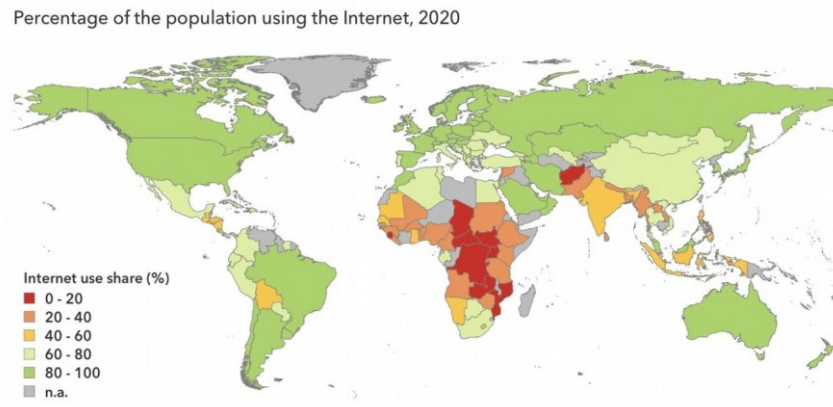 Percentage of the population using the Internet, 2020
Internet use share (%)
0 - 20
20 - 40
40 - 60
60 - 80
80 - 100
n.a.